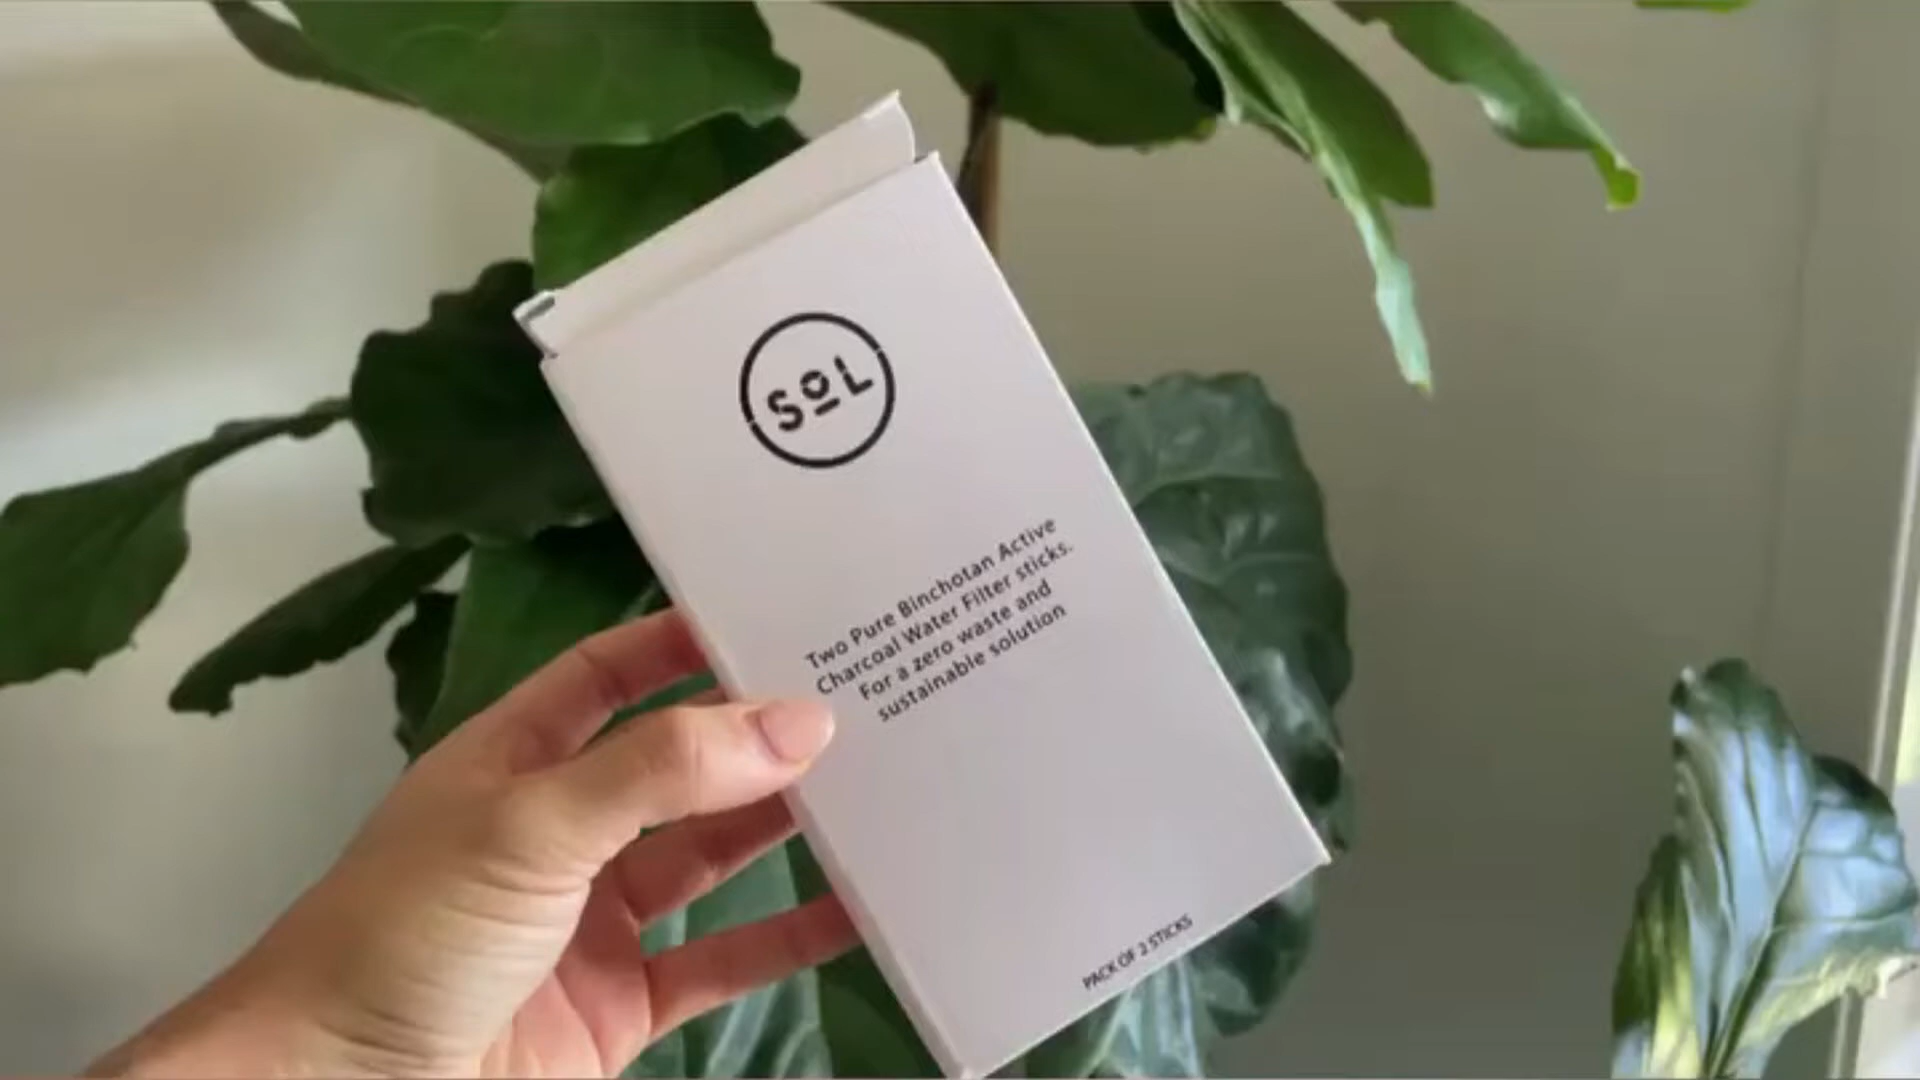 SOL
Two Pure Binchotan Active
Charcoal Water Filter sticks.
For a zero waste and
sustainable solution
PACK OF 2 STICKS